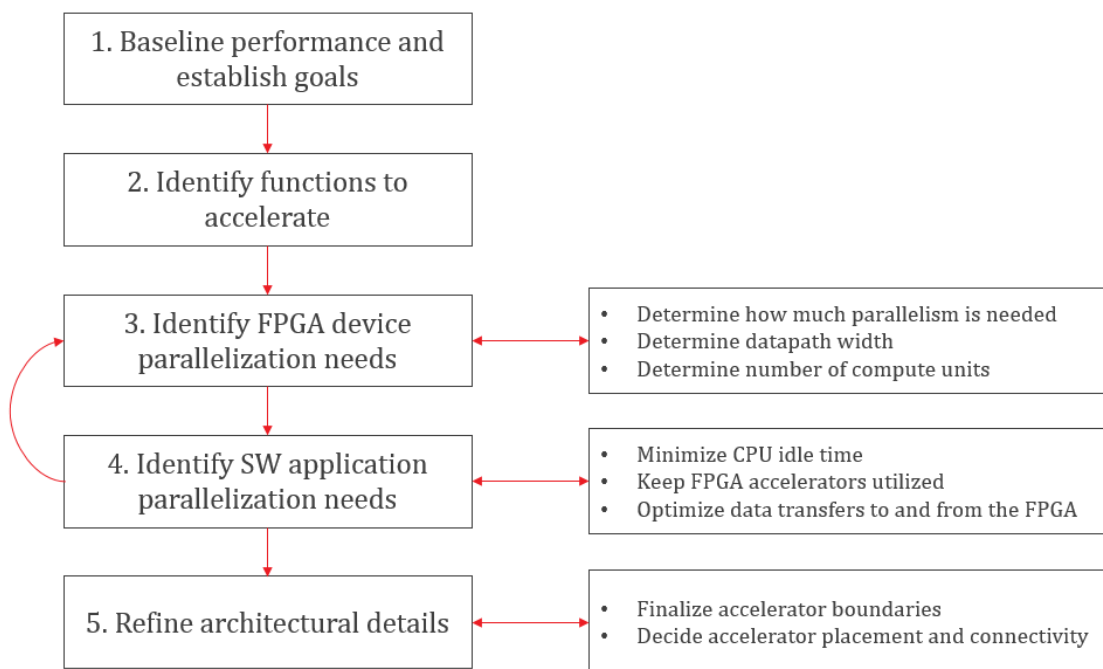 1. Baseline performance and
establish goals
2. Identify functions to
accelerate
3. Identify FPGA device
parallelization needs
• Determine how much parallelism is needed
• Determine datapath width
• Determine number of compute units
4. Identify SW application
parallelization needs
• Minimize CPU idle time
• Keep FPGA accelerators utilized
• Optimize data transfers to and from the FPGA
5. Refine architectural details
• Finalize accelerator boundaries
• Decide accelerator placement and connectivity